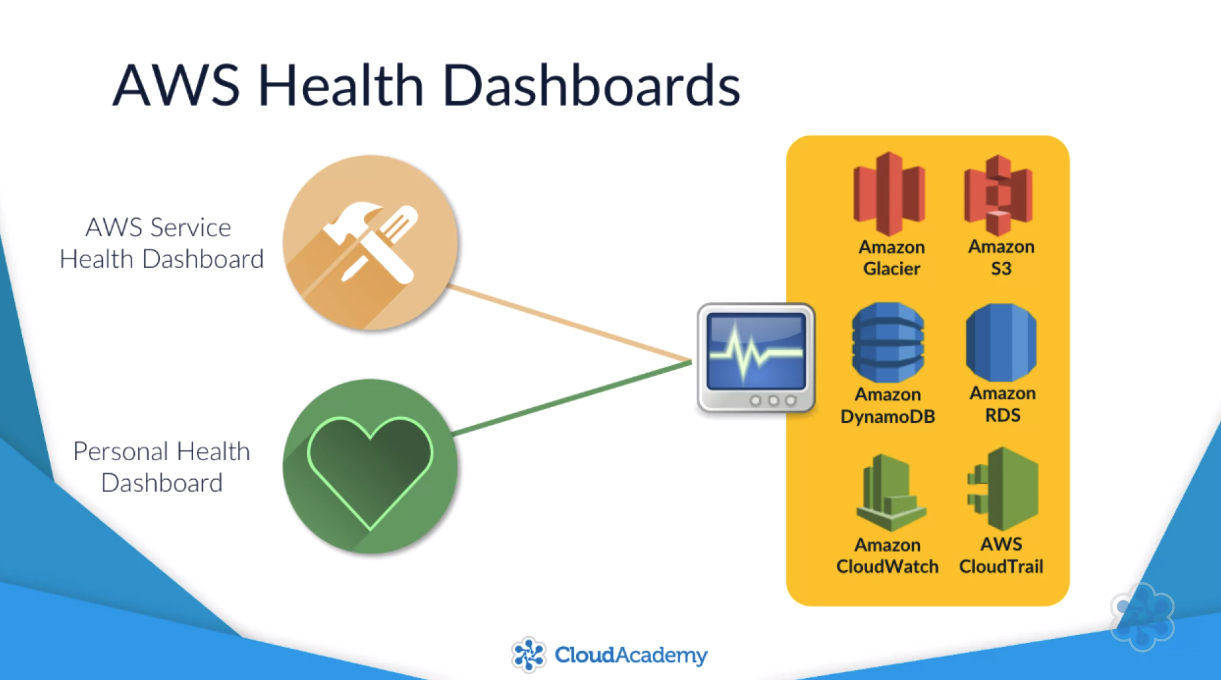 AWS Health Dashboards
AWS Service
Health Dashboard
Personal Health
Dashboard
Amazon
Glacier
Amazon
S3
Amazon
DynamoDB
Amazon
RDS
Amazon
CloudWatch
AWS
CloudTrail
CloudAcademy